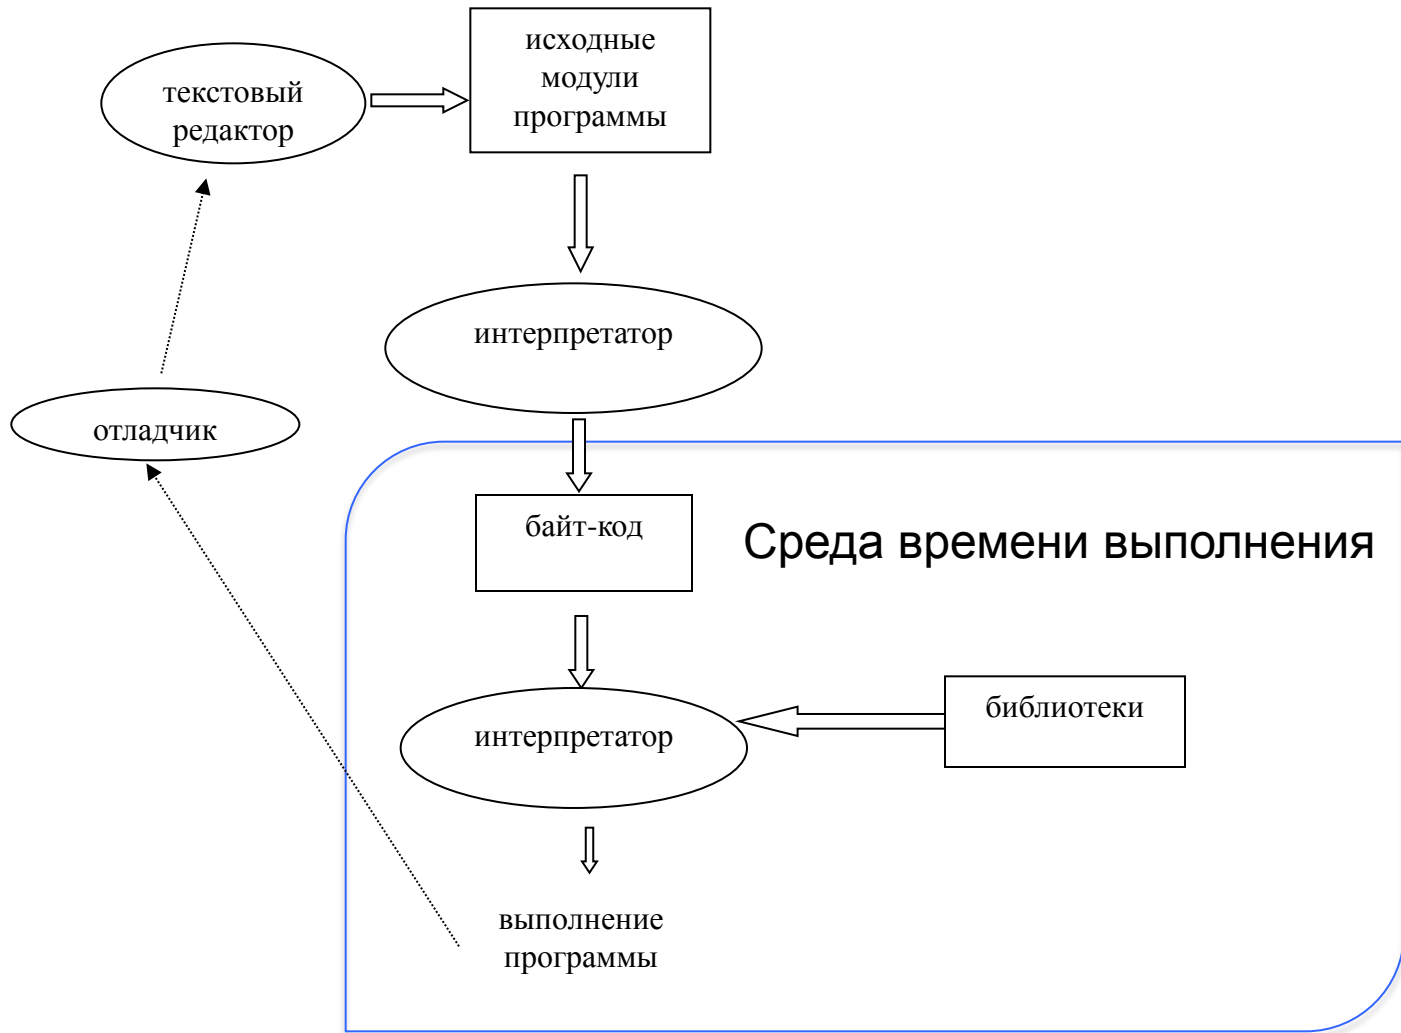 исходные
модули
программы
текстовый
редактор
интерпретатор
отладчик
байт-код
Среда времени выполнения
библиотеки
интерпретатор
выполнение
программы